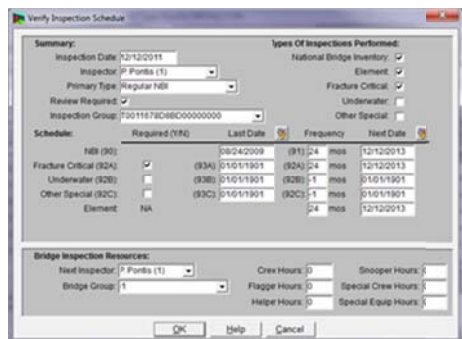 Verify Inspection Schedule
Summary:
Types Of Inspections Performed:
Inspection Date: 12/12/2011
National Bridge Inventory:
Inspector: P. Pontis (1)
Element:
Primary Type: Regular NBI
Fracture Critical:
Review Required:
Underwater:
Inspection Group:
Other Special:
Schedule: Required (Y/N) Last Date Frequency Next Date
NBI (90): 08/24/2009 (91): 24 mos 12/12/2013
Fracture Critical (92A): (93A): 01/01/1901 (92A): 24 mos 12/12/2013
Underwater (92B): (93B): 01/01/1901 (92B): -1 mos 01/01/1901
Other Special (92C): (93C): 01/01/1901 (92C): -1 mos 01/01/1901
Element: NA 24 mos 12/12/2013
Bridge Inspection Resources:
Next Inspector: P. Pontis (1)
Crew Hours: 0
Snooper Hours:
Bridge Group: 1
Flagger Hours: 0
Special Crew Hours:
Helper Hours: 0
Special Equip Hours:
OK Help Cancel